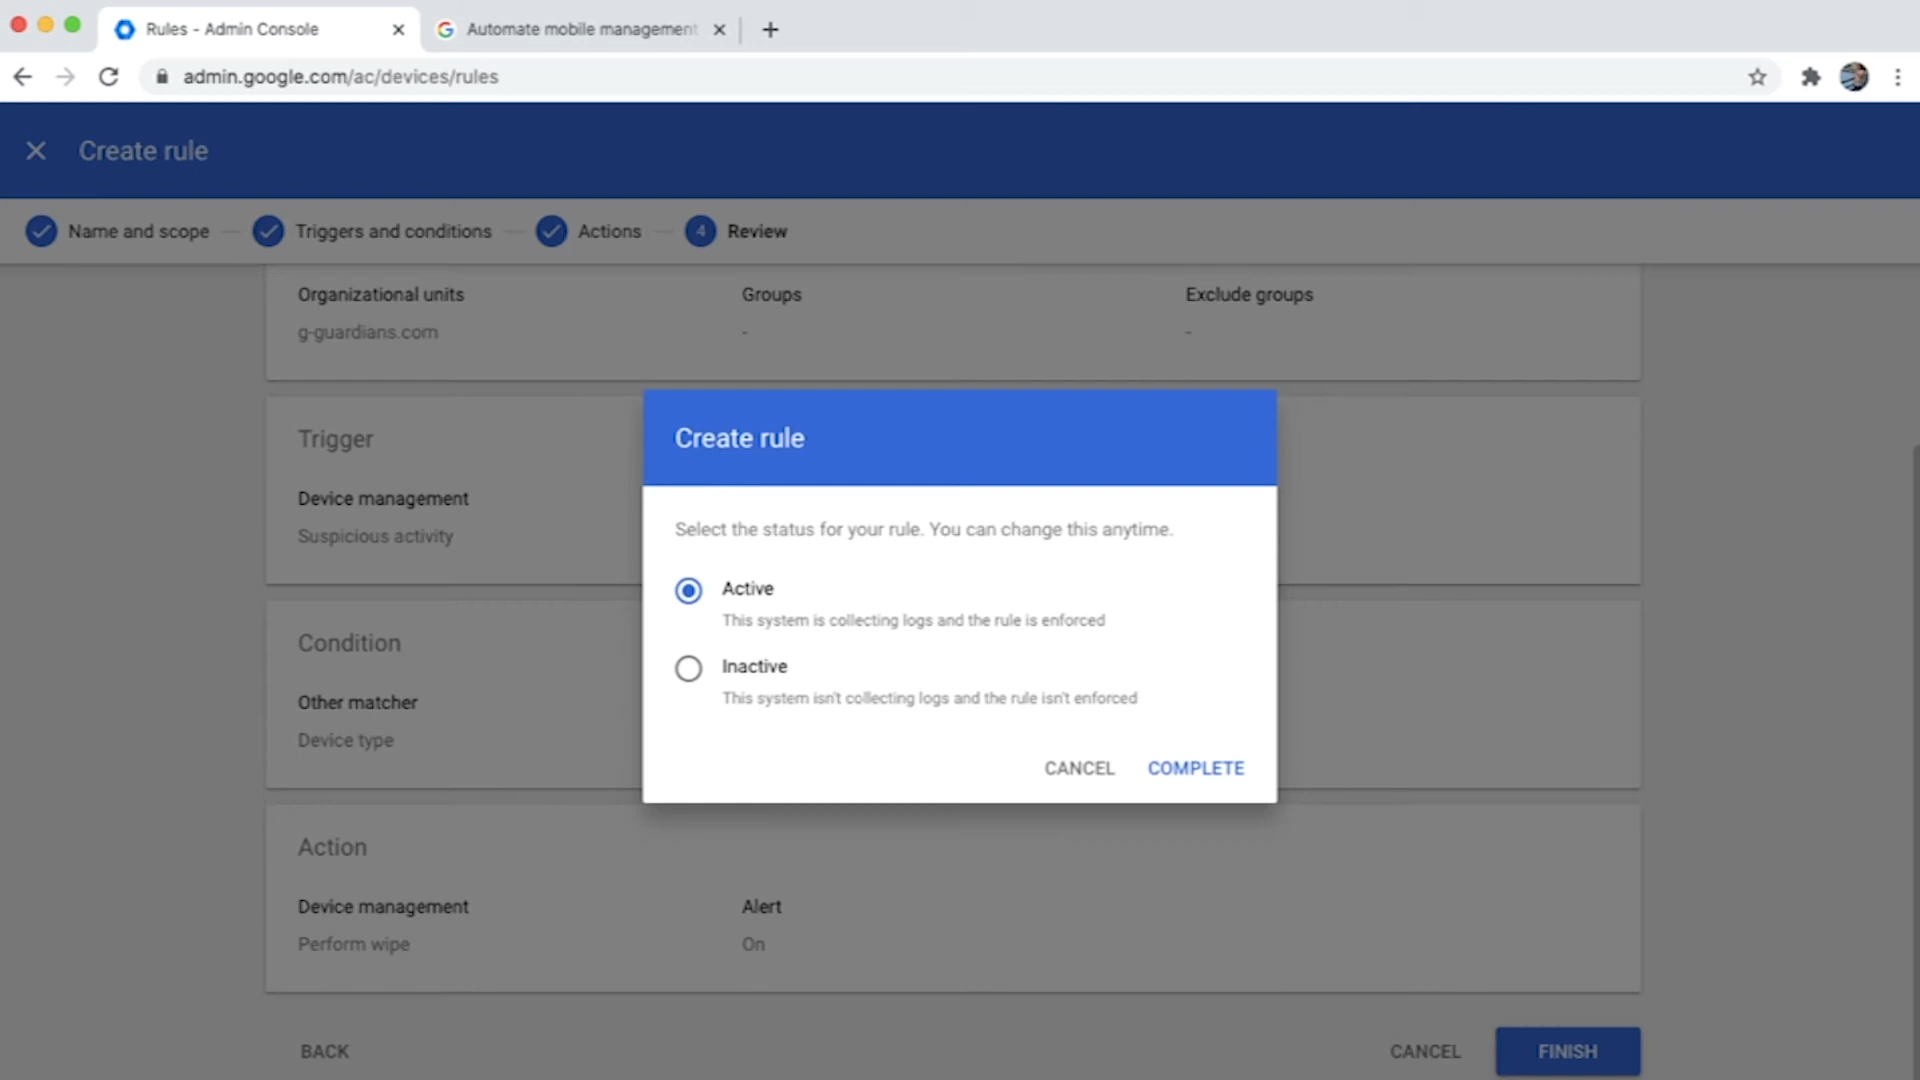 Rules - Admin Console
Automate mobile management
admin.google.com/ac/devices/rules
Create rule
Name and scope
Triggers and conditions
Actions
4
Review
Organizational units
Groups
Exclude groups
g-guardians.com
-
-
Trigger
Device management
Suspicious activity
Condition
Other matcher
Device type
Action
Device management
Alert
Perform wipe
On
BACK
CANCEL
FINISH
Create rule
Select the status for your rule. You can change this anytime.
Active
This system is collecting logs and the rule is enforced
Inactive
This system isn't collecting logs and the rule isn't enforced
CANCEL
COMPLETE